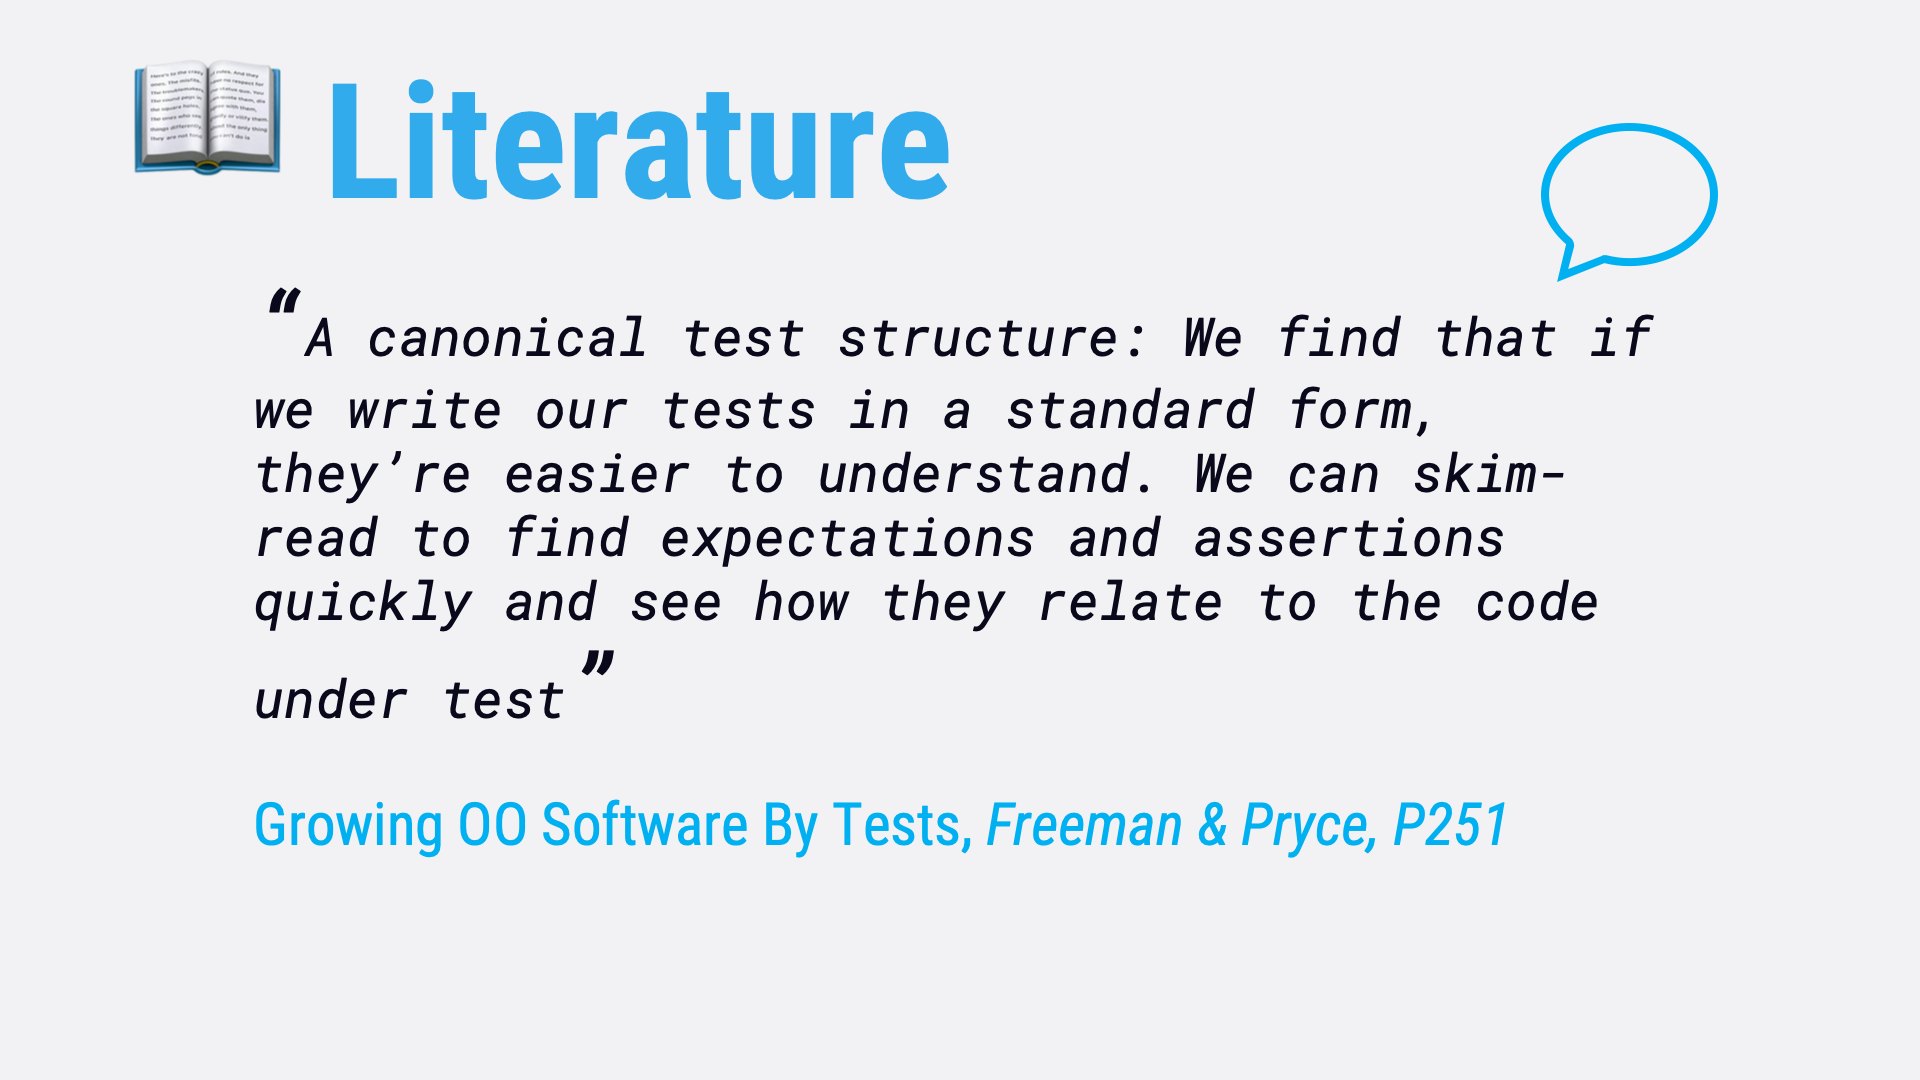 Literature
“A canonical test structure: We find that if
we write our tests in a standard form,
they’re easier to understand. We can skim-
read to find expectations and assertions
quickly and see how they relate to the code
under test”
Growing OO Software By Tests, Freeman & Pryce, P251